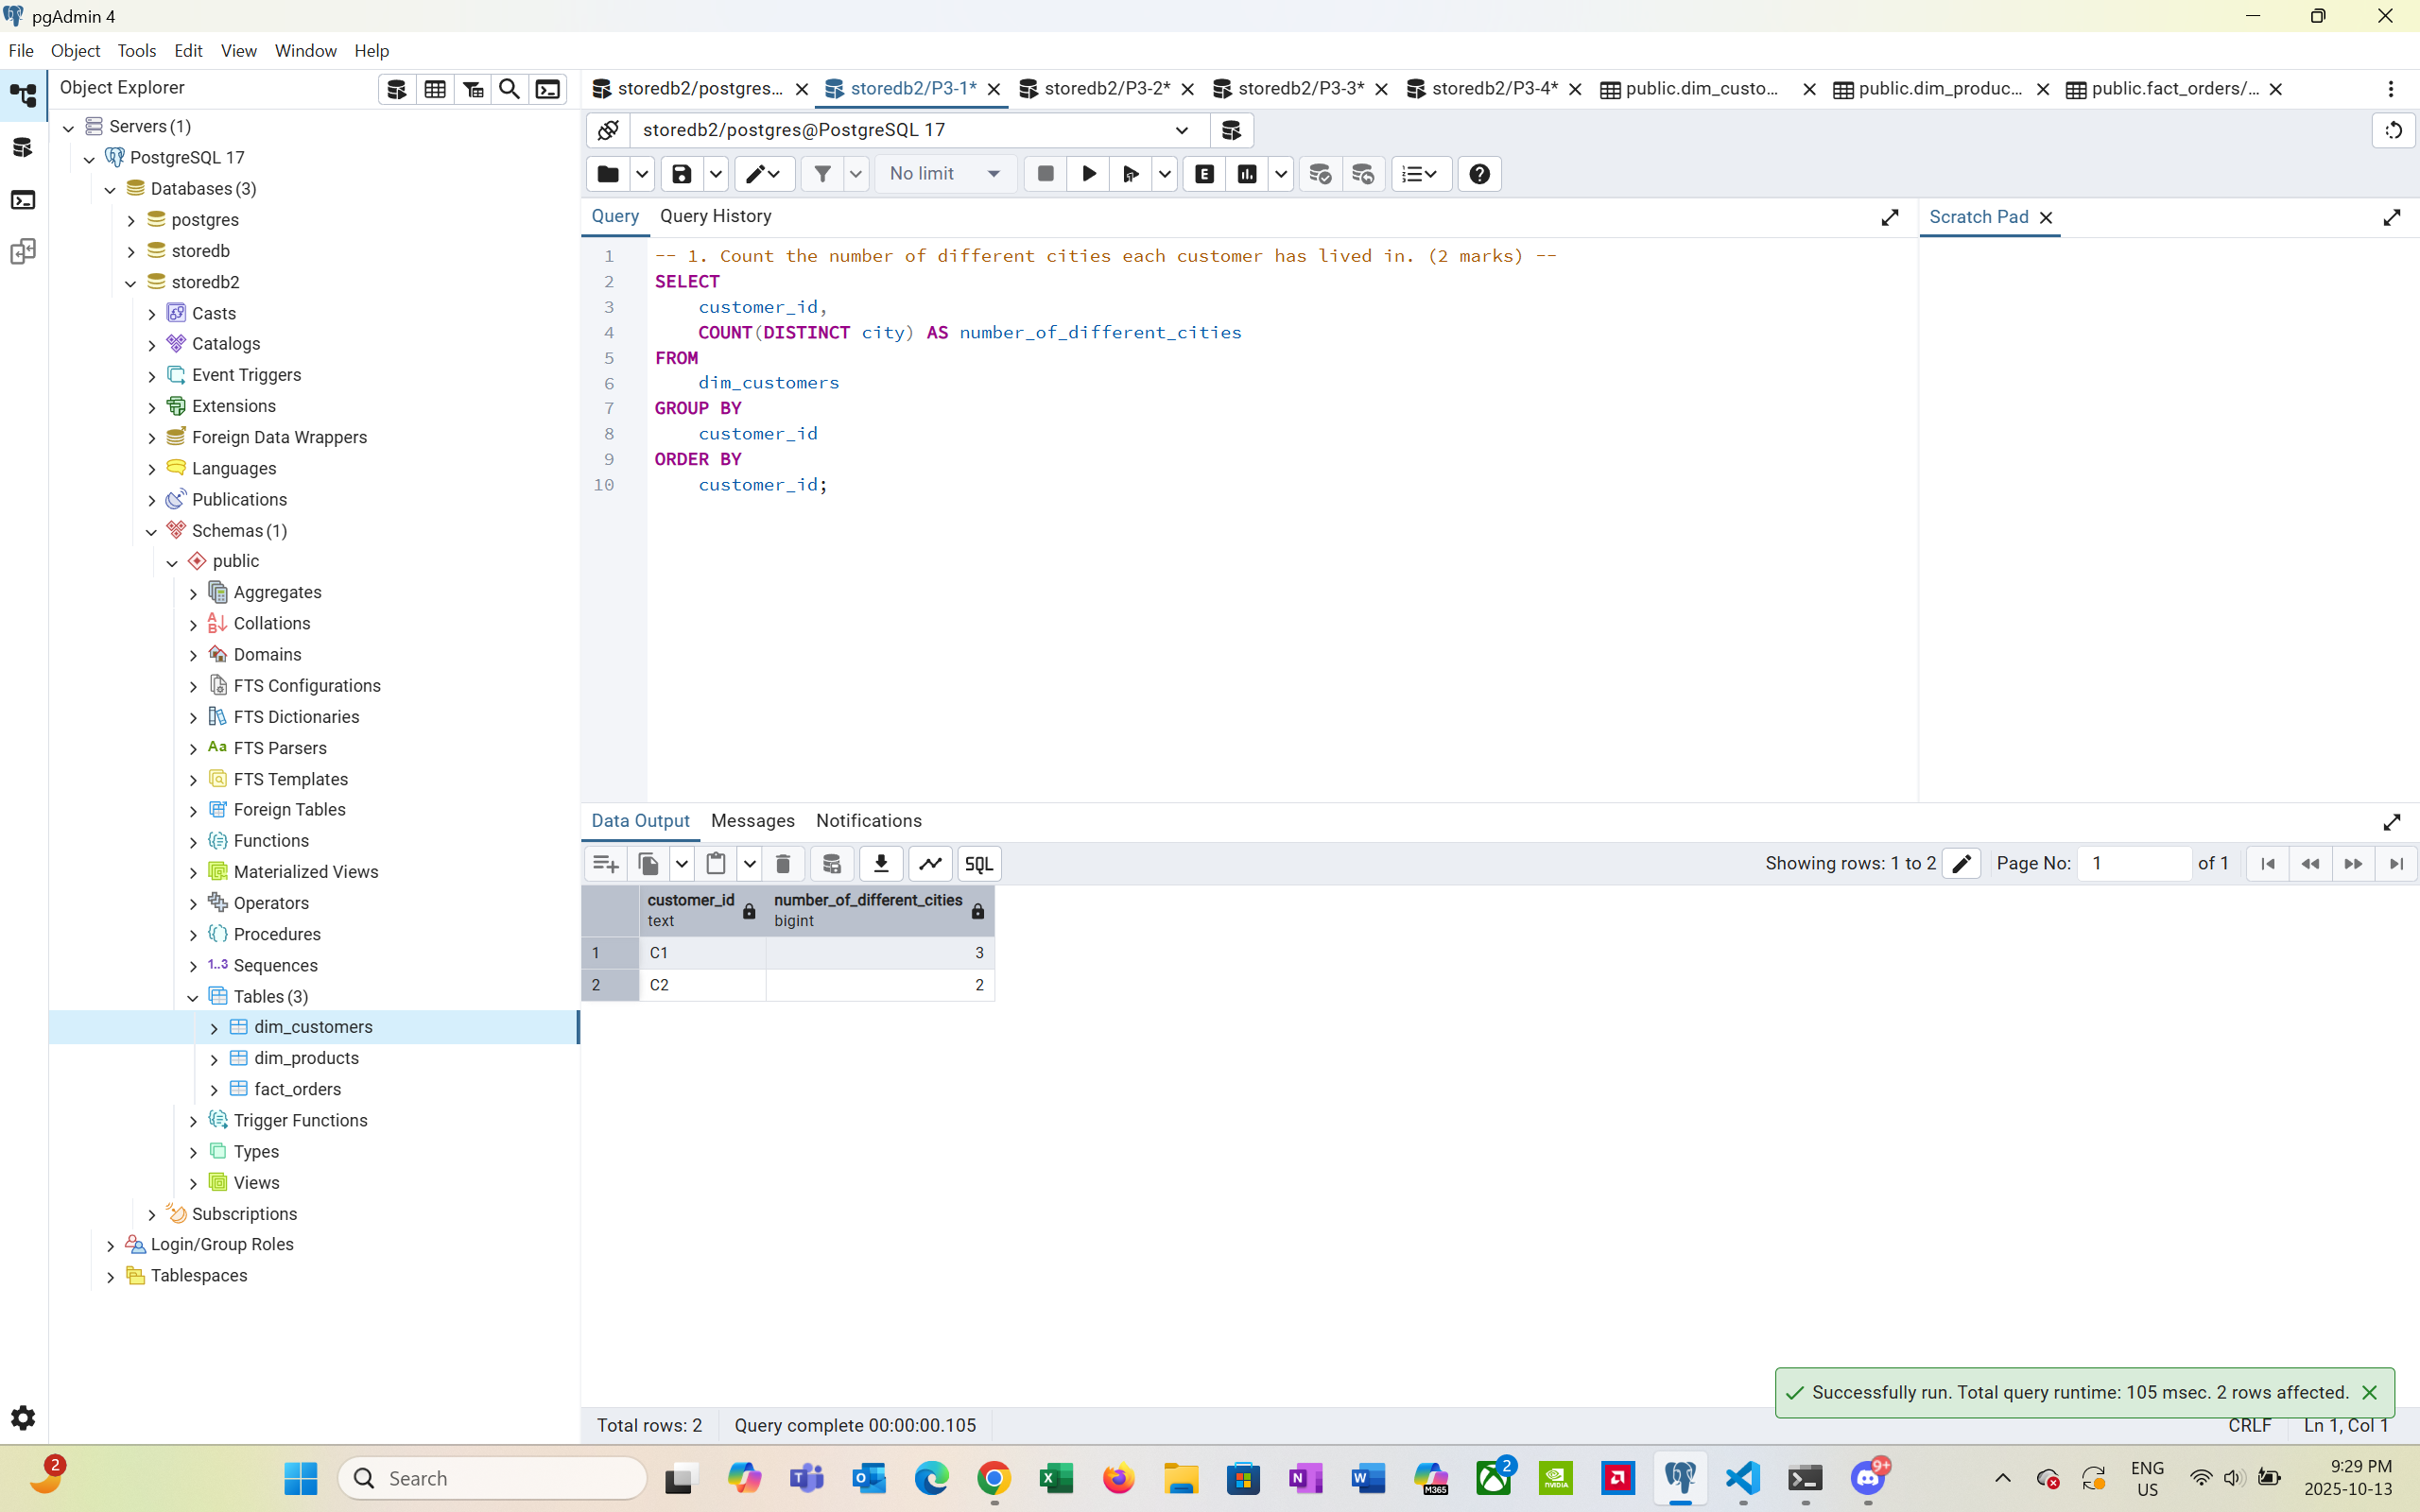 pgAdmin 4
File Object Tools Edit View Window Help
Object Explorer
storedb2/postgres... storedb2/P3-1* storedb2/P3-2* storedb2/P3-3* storedb2/P3-4* public.dim_custo... public.dim_produc... public.fact_orders/...
Servers (1)
PostgreSQL 17
Databases (3)
postgres
storedb
storedb2
Casts
Catalogs
Event Triggers
Extensions
Foreign Data Wrappers
Languages
Publications
Schemas (1)
public
Aggregates
Collations
Domains
FTS Configurations
FTS Dictionaries
Aa FTS Parsers
FTS Templates
Foreign Tables
Functions
Materialized Views
Operators
Procedures
1..3 Sequences
Tables (3)
dim_customers
dim_products
fact_orders
Trigger Functions
Types
Views
Subscriptions
Login/Group Roles
Tablespaces
storedb2/postgres@PostgreSQL 17
No limit
E
Query Query History
Scratch Pad
1 -- 1. Count the number of different cities each customer has lived in. (2 marks) --
2 SELECT
3 customer_id,
4 COUNT(DISTINCT city) AS number_of_different_cities
5 FROM
6 dim_customers
7 GROUP BY
8 customer_id
9 ORDER BY
10 customer_id;
Data Output Messages Notifications
SQL
Showing rows: 1 to 2 Page No: 1 of 1
customer_id number_of_different_cities
text bigint
1 C1 3
2 C2 2
Successfully run. Total query runtime: 105 msec. 2 rows affected.
Total rows: 2 Query complete 00:00:00.105
CRLF Ln 1, Col 1
2
Search
M365
2
NVIDIA
9+
ENG
US
9:29 PM
2025-10-13